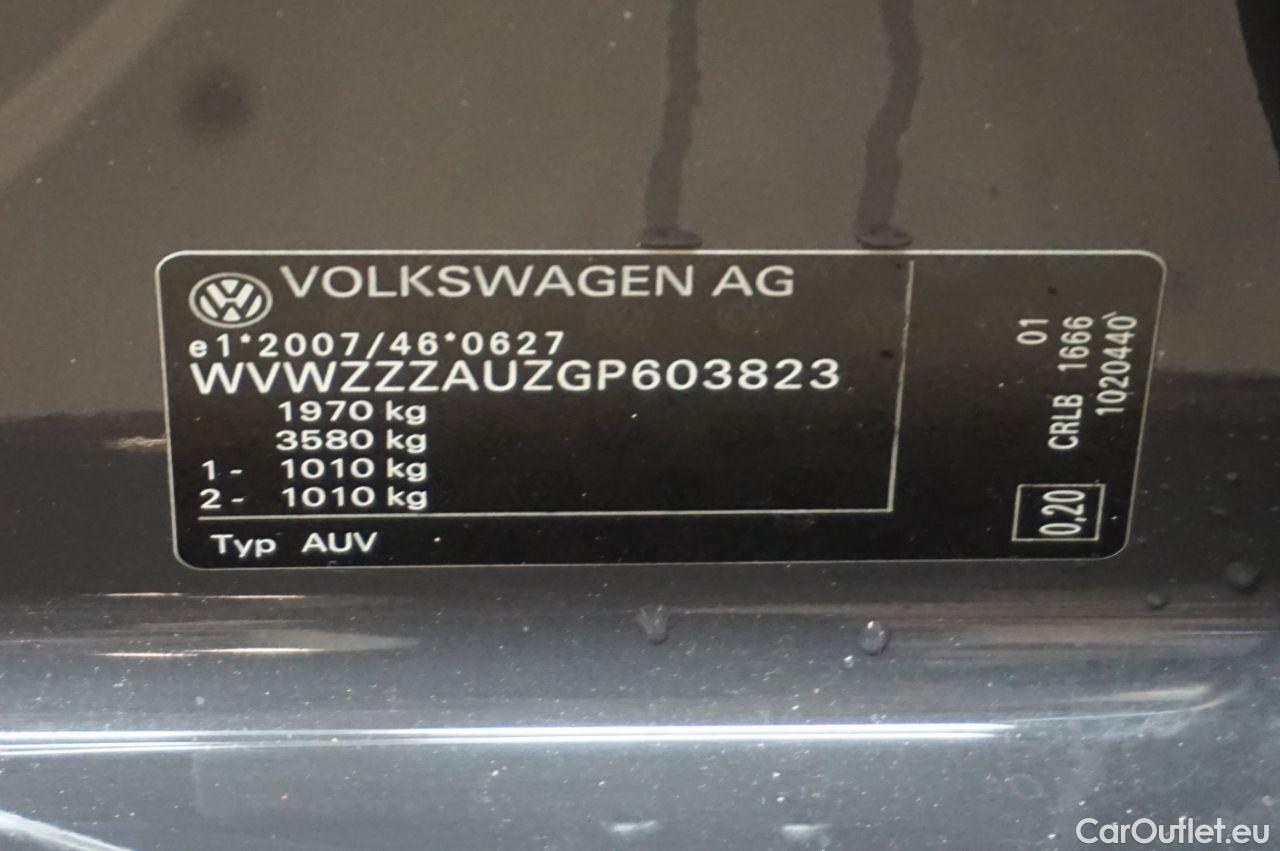 VOLKSWAGEN AG
e1*2007/46*0627
WVWZZZAUZGP603823
1970 kg
3580 kg
1- 1010 kg
2- 1010 kg
Typ AUV
01
CRLB 1666
1020440
0,20
CarOutlet.eu